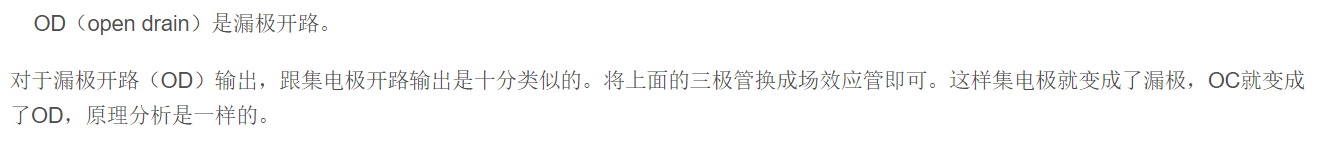 OD（open drain）是漏极开路。
对于漏极开路（OD）输出，跟集电极开路输出是十分类似的。将上面的三极管换成场效应管即可。这样集电极就变成了漏极，OC就变成
了OD，原理分析是一样的。